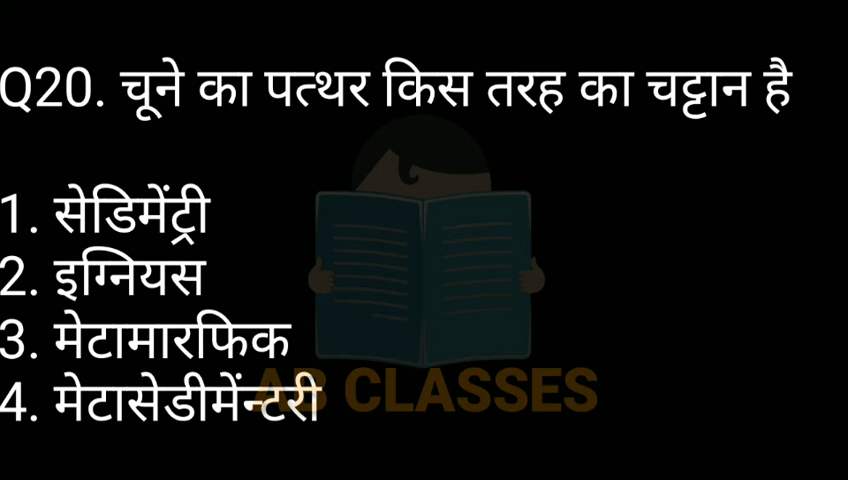 Q20. चूने का पत्थर किस तरह का चट्टान है
1. सेडिमेंट्री
2. इग्नियस
3. मेटामारफिक
4. मेटासेडीमेंन्टरी
AB CLASSES